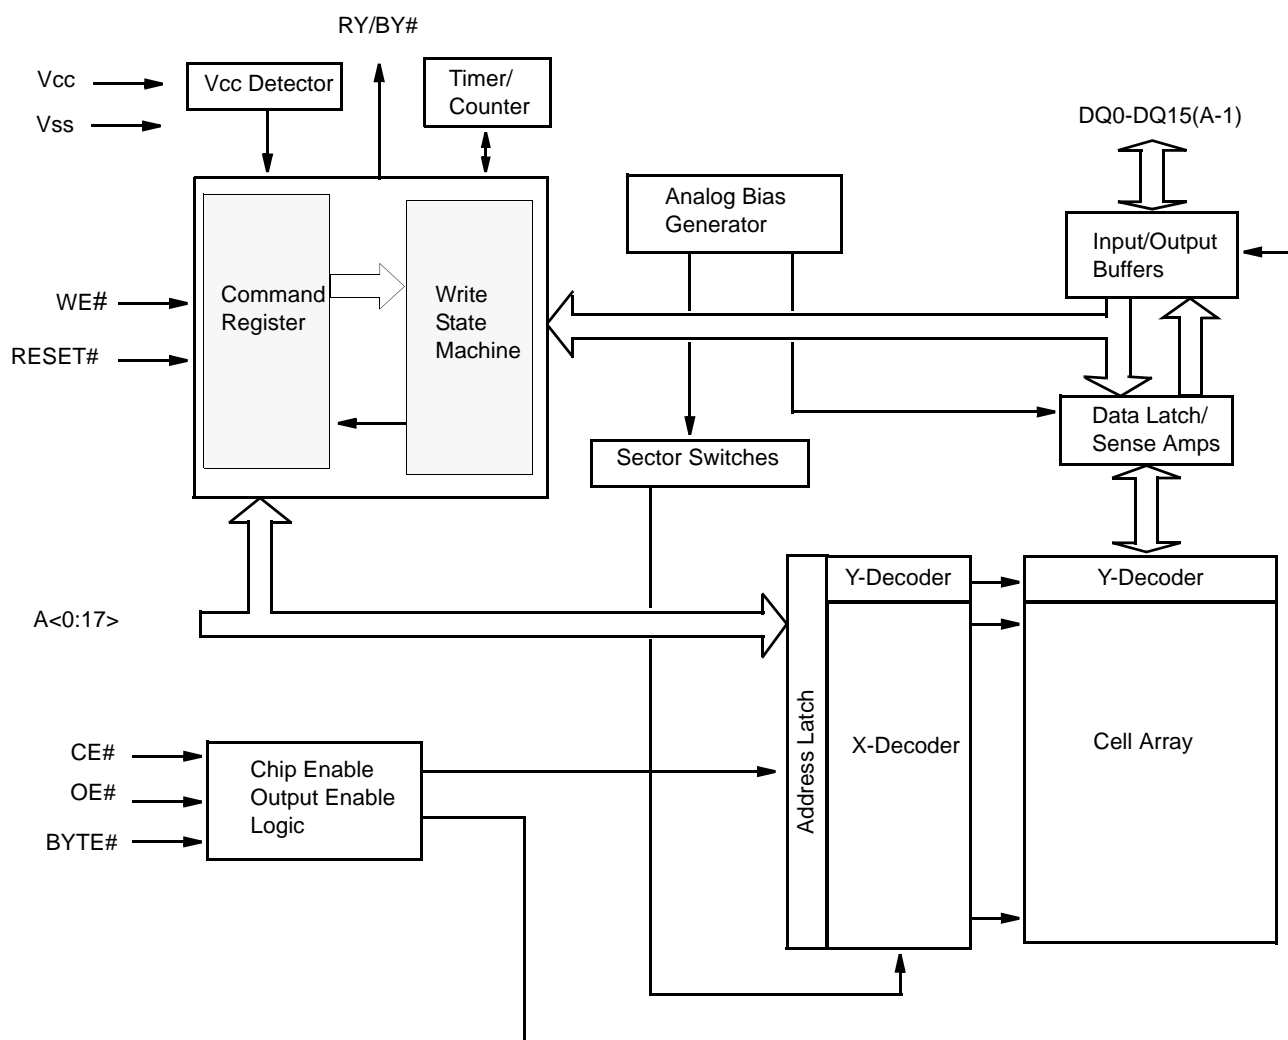 RY/BY#
Vcc
Vss
Vcc Detector
Timer/
Counter
DQ0-DQ15(A-1)
Analog Bias
Generator
Input/Output
Buffers
WE#
RESET#
Command
Register
Write
State
Machine
Data Latch/
Sense Amps
Sector Switches
Y-Decoder
Y-Decoder
A<0:17>
Address Latch
X-Decoder
Cell Array
CE#
OE#
BYTE#
Chip Enable
Output Enable
Logic